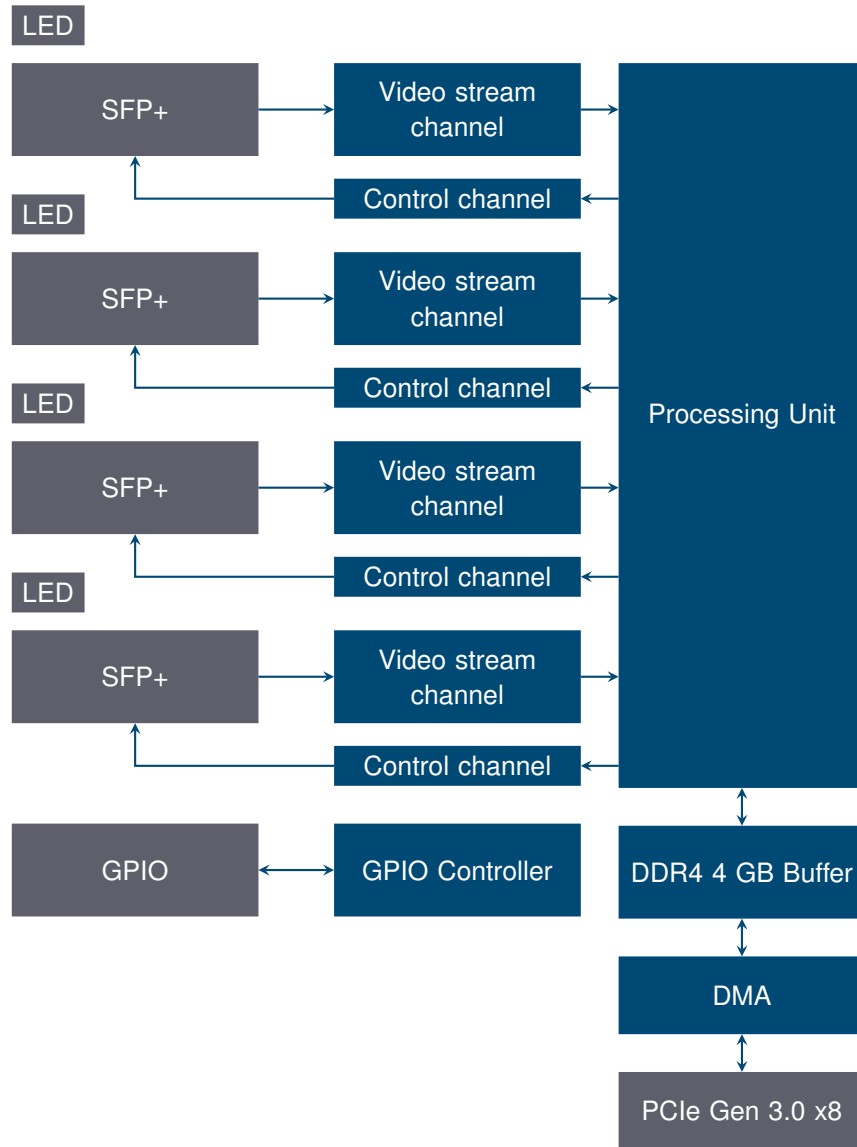 LED
SFP+
Video stream
channel
Control channel
LED
SFP+
Video stream
channel
Control channel
LED
SFP+
Video stream
channel
Control channel
LED
SFP+
Video stream
channel
Control channel
Processing Unit
GPIO
GPIO Controller
DDR4 4 GB Buffer
DMA
PCIe Gen 3.0 x8